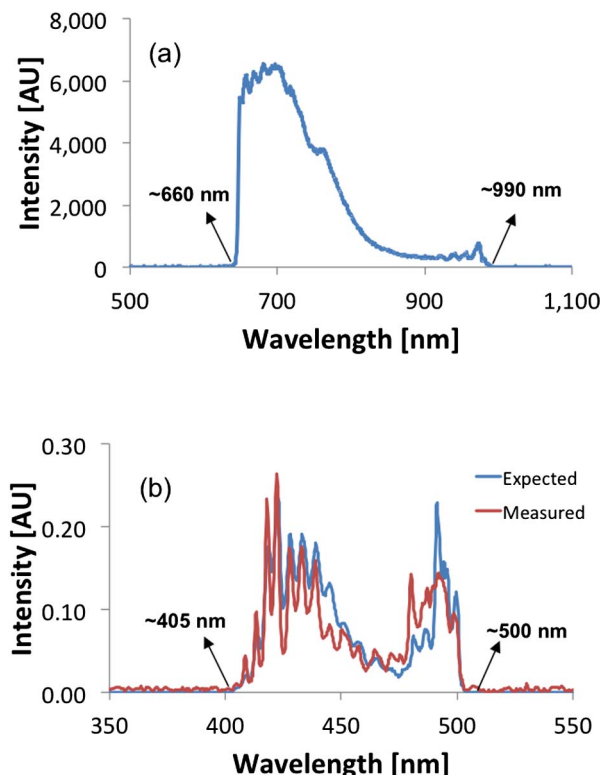 8,000
(a)
6,000
4,000
2,000
0
Intensity [AU]
~660 nm
~990 nm
500 700 900 1,100
Wavelength [nm]
0.30
(b)
0.20
0.10
0.00
Intensity [AU]
Expected
Measured
~405 nm
~500 nm
350 400 450 500 550
Wavelength [nm]